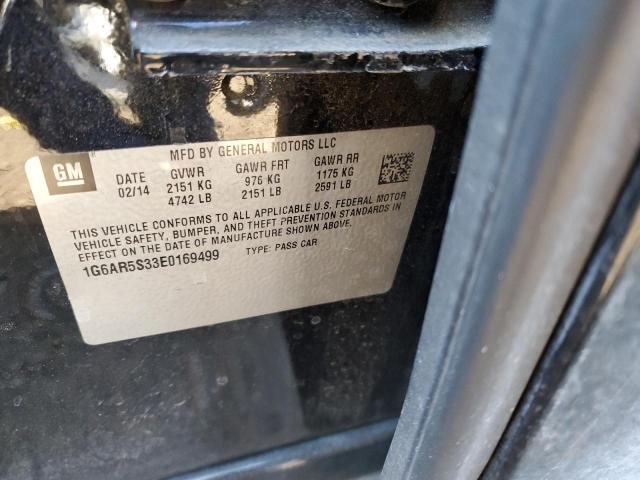 GM
MFD BY GENERAL MOTORS LLC
DATE GVWR GAWR FRT GAWR RR
02/14 2151 KG 976 KG 1175 KG
4742 LB 2151 LB 2591 LB
THIS VEHICLE CONFORMS TO ALL APPLICABLE U.S. FEDERAL MOTOR
VEHICLE SAFETY, BUMPER, AND THEFT PREVENTION STANDARDS IN
EFFECT ON THE DATE OF MANUFACTURE SHOWN ABOVE.
1G6AR5S33E0169499 TYPE: PASS CAR